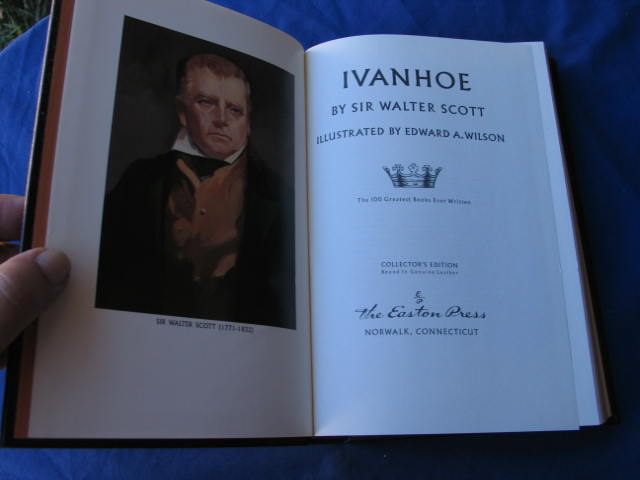 SIR WALTER SCOTT (1771-1832)
IVANHOE
BY SIR WALTER SCOTT
ILLUSTRATED BY EDWARD A. WILSON
The 100 Greatest Books Ever Written
COLLECTOR'S EDITION
Bound in Genuine Leather
the Easton Press
NORWALK, CONNECTICUT